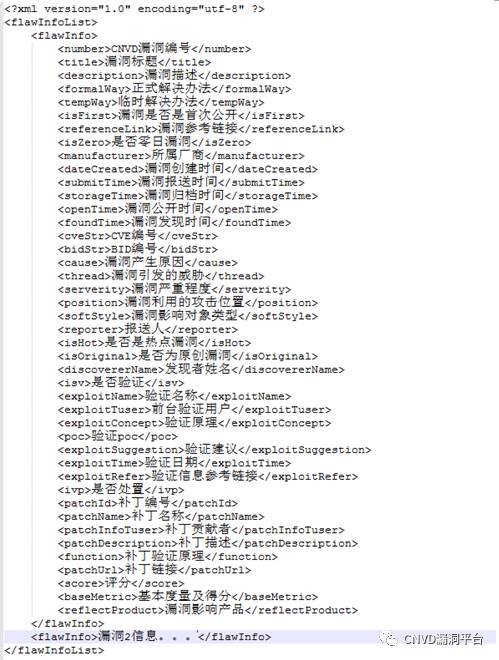 <?xml version="1.0" encoding="utf-8" ?>
<flawInfoList>
<flawInfo>
<number>CNVD漏洞编号</number>
<title>漏洞标题</title>
<description>漏洞描述</description>
<formalWay>正式解决办法</formalWay>
<tempWay>临时解决办法</tempWay>
<isFirst>漏洞是否是首次公开</isFirst>
<referenceLink>漏洞参考链接</referenceLink>
<isZero>是否零日漏洞</isZero>
<manufacturer>所属厂商</manufacturer>
<dateCreated>漏洞创建时间</dateCreated>
<submitTime>漏洞报送时间</submitTime>
<storageTime>漏洞归档时间</storageTime>
<openTime>漏洞公开时间</openTime>
<foundTime>漏洞发现时间</foundTime>
<cveStr>CVE编号</cveStr>
<bidStr>BID编号</bidStr>
<cause>漏洞产生原因</cause>
<thread>漏洞引发的威胁</thread>
<serverity>漏洞严重程度</serverity>
<position>漏洞利用的攻击位置</position>
<softStyle>漏洞影响对象类型</softStyle>
<reporter>报送人</reporter>
<isHot>是否是热点漏洞</isHot>
<isOriginal>是否为原创漏洞</isOriginal>
<discovererName>发现者姓名</discovererName>
<isv>是否验证</isv>
<exploitName>验证名称</exploitName>
<exploitTuser>前台验证用户</exploitTuser>
<exploitConcept>验证原理</exploitConcept>
<poc>验证poc</poc>
<exploitSuggestion>验证建议</exploitSuggestion>
<exploitTime>验证日期</exploitTime>
<exploitRefer>验证信息参考链接</exploitRefer>
<ivp>是否处置</ivp>
<patchId>补丁编号</patchId>
<patchName>补丁名称</patchName>
<patchInfoTuser>补丁贡献者</patchInfoTuser>
<patchDescription>补丁描述</patchDescription>
<function>补丁验证原理</function>
<patchUrl>补丁链接</patchUrl>
<score>评分</score>
<baseMetric>基本度量及得分</baseMetric>
<reflectProduct>漏洞影响产品</reflectProduct>
</flawInfo>
<flawInfo>漏洞2信息。。。</flawInfo>
</flawInfoList>
CNVD漏洞平台